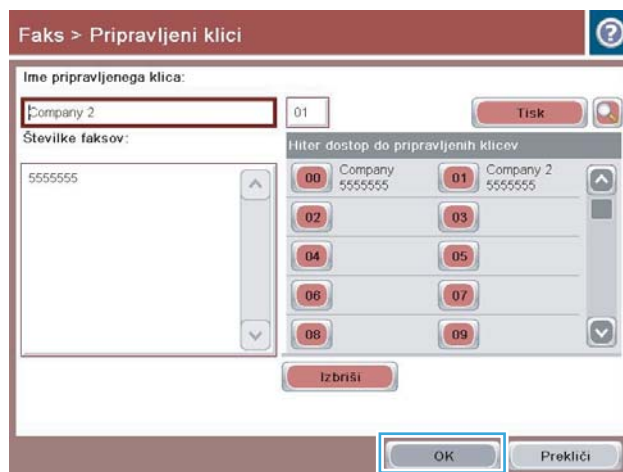 Faks > Pripravljeni klici
Ime pripravljenega klica:
Company 2
01
Tisk
Številke faksov:
Hiter dostop do pripravljenih klicev
5555555
00 Company 5555555
01 Company 2 5555555
02
03
04
05
06
07
08
09
Izbriši
OK
Prekliči